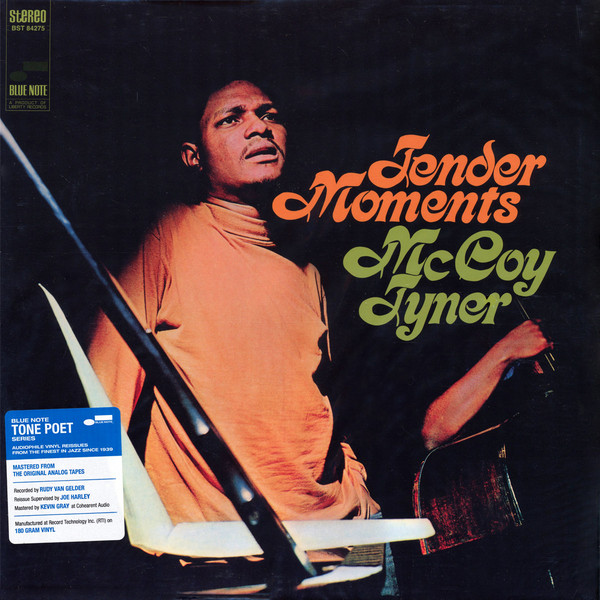 stereo
BST 84275
BLUE NOTE
A PRODUCT OF
LIBERTY RECORDS
Tender
Moments
McCoy
Tyner
BLUE NOTE
TONE POET
SERIES
BLUE NOTE
AUDIOPHILE VINYL REISSUES
FROM THE FINEST IN JAZZ SINCE 1939
MASTERED FROM
THE ORIGINAL ANALOG TAPES
Recorded by RUDY VAN GELDER
Reissue Supervised by JOE HARLEY
Mastered by KEVIN GRAY at Cohearent Audio
Manufactured at Record Technology Inc. (RTI) on
180 GRAM VINYL